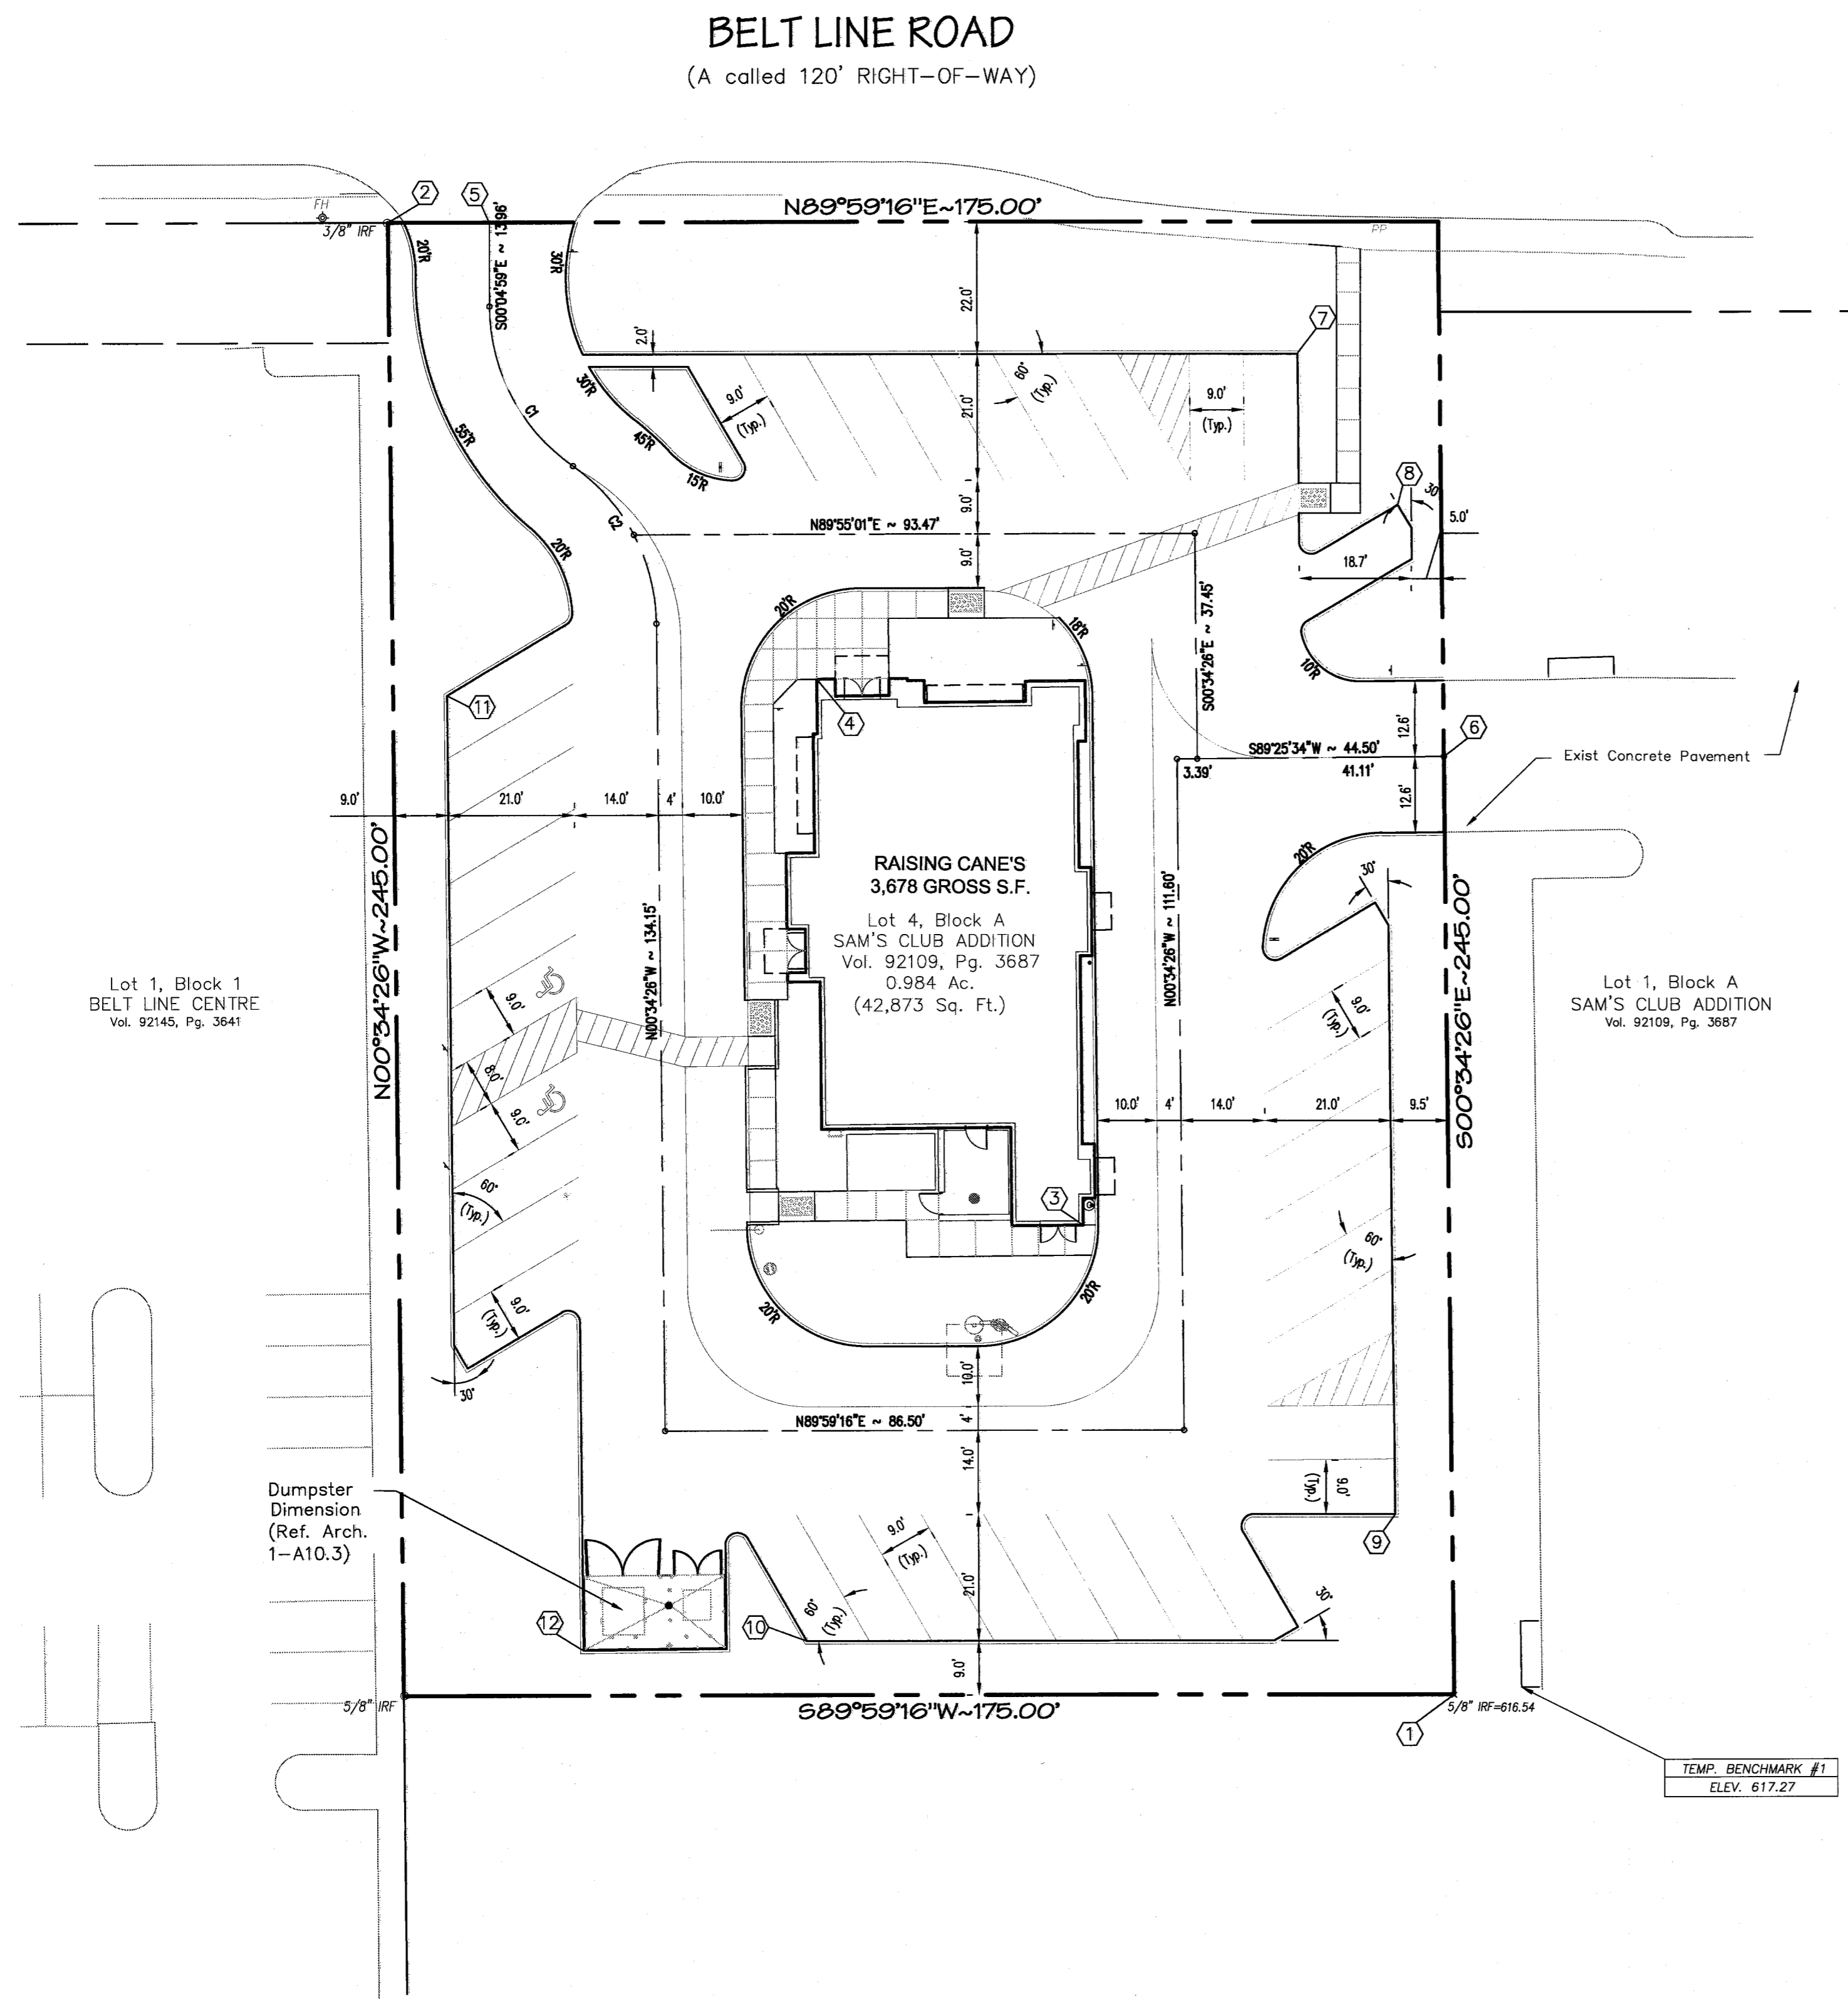 BELT LINE ROAD
(A called 120' RIGHT-OF-WAY)
2
5
FH
3/8" IRF
N89°59'16"E~175.00'
PP
20'R
S00°04'59"E ~ 13.96'
30'R
22.0'
7
2.0'
60°
(Typ.)
30'R
9.0'
(Typ.)
21.0'
9.0'
(Typ.)
C1
55'R
45'R
15'R
8
30
5.0'
9.0'
N89°55'01"E ~ 93.47'
C2
20'R
9.0'
18.7'
S00°34'26"E ~ 37.45'
20'R
18'R
10'R
11
4
12.6'
6
S89°25'34"W ~ 44.50'
3.39'
41.11'
Exist Concrete Pavement
9.0'
21.0'
14.0'
4'
10.0'
12.6'
N00°34'26"W~245.00'
RAISING CANE'S
3,678 GROSS S.F.
Lot 4, Block A
SAM'S CLUB ADDITION
Vol. 92109, Pg. 3687
0.984 Ac.
(42,873 Sq. Ft.)
20'R
30°
N00°34'26"W ~ 134.15'
N00°34'26"W ~ 111.60'
S00°34'26"E~245.00'
Lot 1, Block 1
BELT LINE CENTRE
Vol. 92145, Pg. 3641
Lot 1, Block A
SAM'S CLUB ADDITION
Vol. 92109, Pg. 3687
9.0'
9.0'
(Typ.)
8.0'
9.0'
10.0'
4'
14.0'
21.0'
9.5'
60°
(Typ.)
3
60°
(Typ.)
9.0'
(Typ.)
20'R
20'R
30°
10.0'
N89°59'16"E ~ 86.50'
4'
14.0'
9.0'
(Typ.)
Dumpster
Dimension
(Ref. Arch.
1-A10.3)
9.0'
(Typ.)
9
21.0'
60°
(Typ.)
30°
12
10
9.0'
5/8" IRF
S89°59'16"W~175.00'
5/8" IRF=616.54
1
TEMP. BENCHMARK #1
ELEV. 617.27